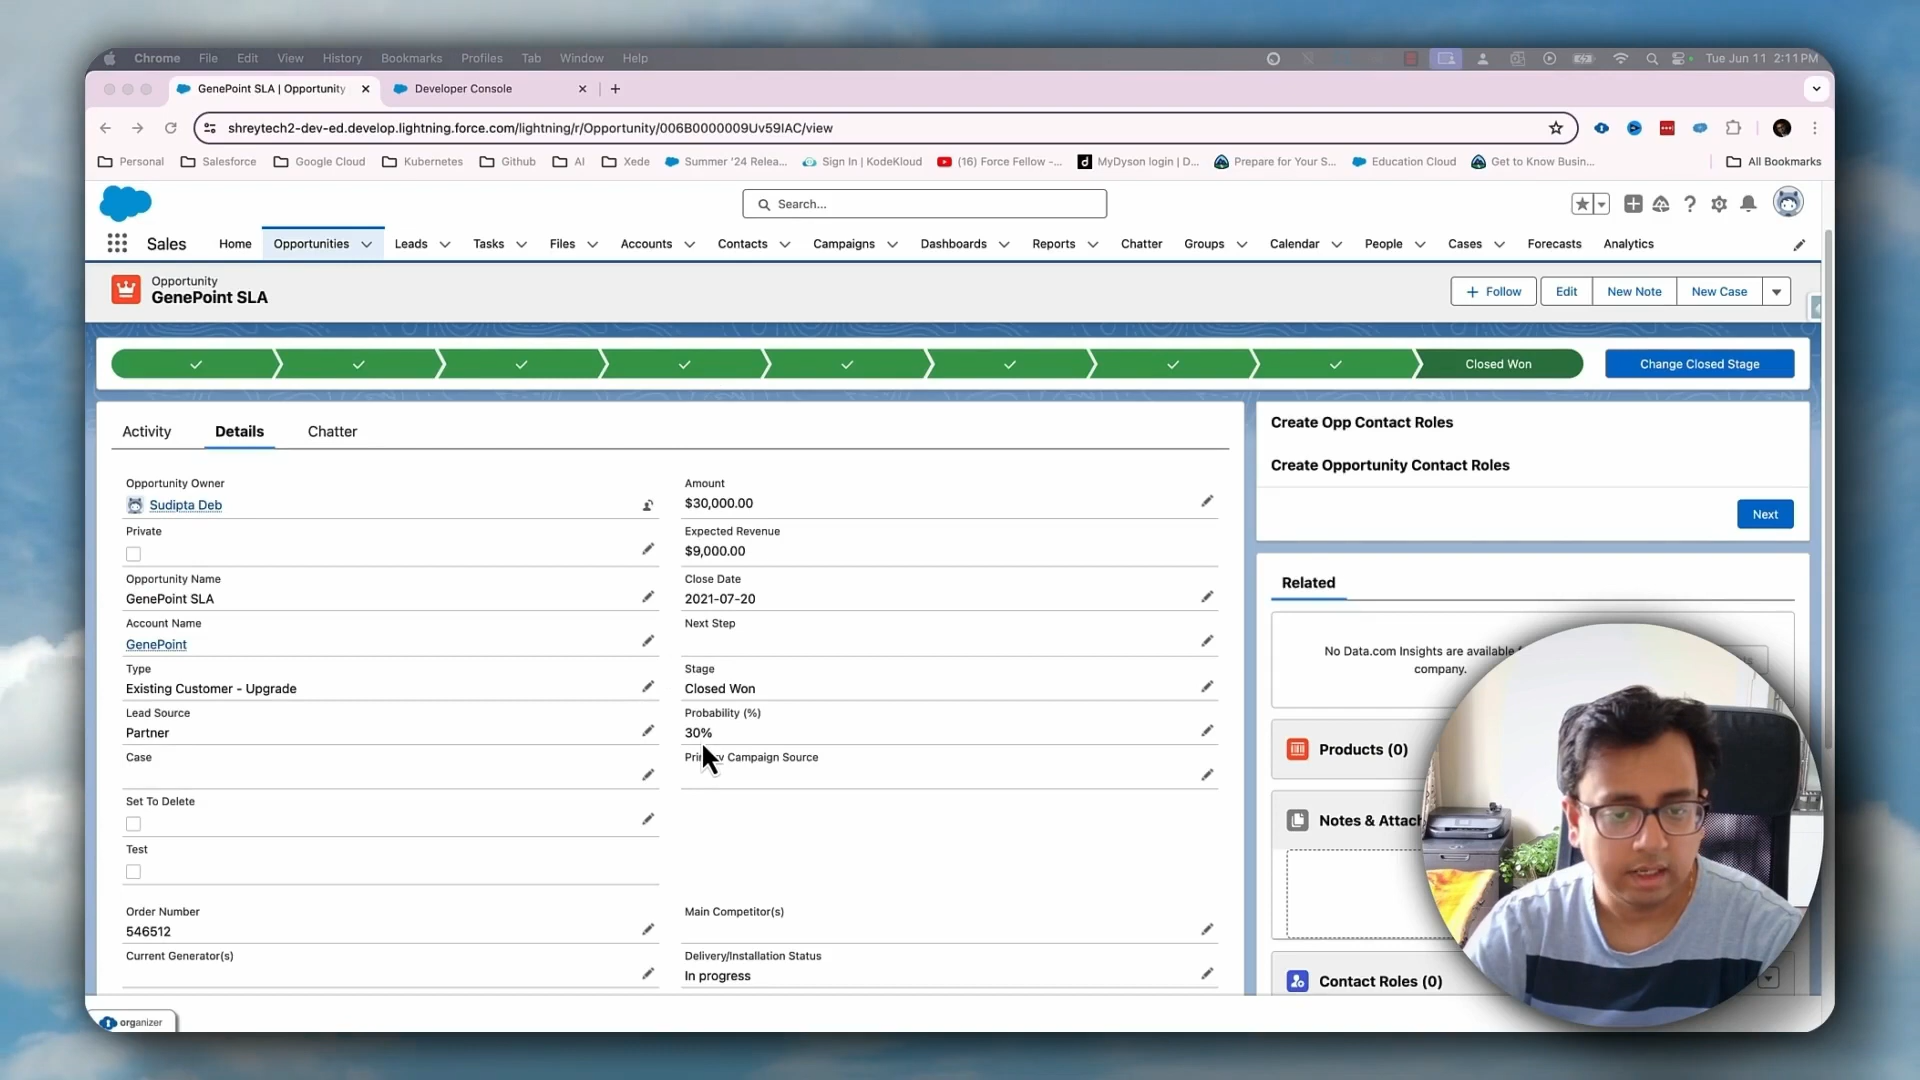 Chrome File Edit View History Bookmarks Profiles Tab Window Help Tue Jun 11 2:11 PM
GenePoint SLA | Opportunity Developer Console
shreytech2-dev-ed.develop.lightning.force.com/lightning/r/Opportunity/006B0000009Uv59IAC/view
Personal Salesforce Google Cloud Kubernetes Github AI Xede Summer '24 Relea... Sign In | KodeKloud (16) Force Fellow -... MyDyson login | D... Prepare for Your S... Education Cloud Get to Know Busin... All Bookmarks
Search...
Sales Home Opportunities Leads Tasks Files Accounts Contacts Campaigns Dashboards Reports Chatter Groups Calendar People Cases Forecasts Analytics
Opportunity
GenePoint SLA
Follow Edit New Note New Case
Closed Won Change Closed Stage
Activity Details Chatter
Opportunity Owner
Sudipta Deb
Private
Opportunity Name
GenePoint SLA
Account Name
GenePoint
Type
Existing Customer - Upgrade
Lead Source
Partner
Case
Set To Delete
Test
Order Number
546512
Current Generator(s)
Amount
$30,000.00
Expected Revenue
$9,000.00
Close Date
2021-07-20
Next Step
Stage
Closed Won
Probability (%)
30%
Campaign Source
Main Competitor(s)
Delivery/Installation Status
In progress
Create Opp Contact Roles
Create Opportunity Contact Roles
Next
Related
No Data.com Insights are available
company.
Products (0)
Notes & Attach
Contact Roles (0)
organizer